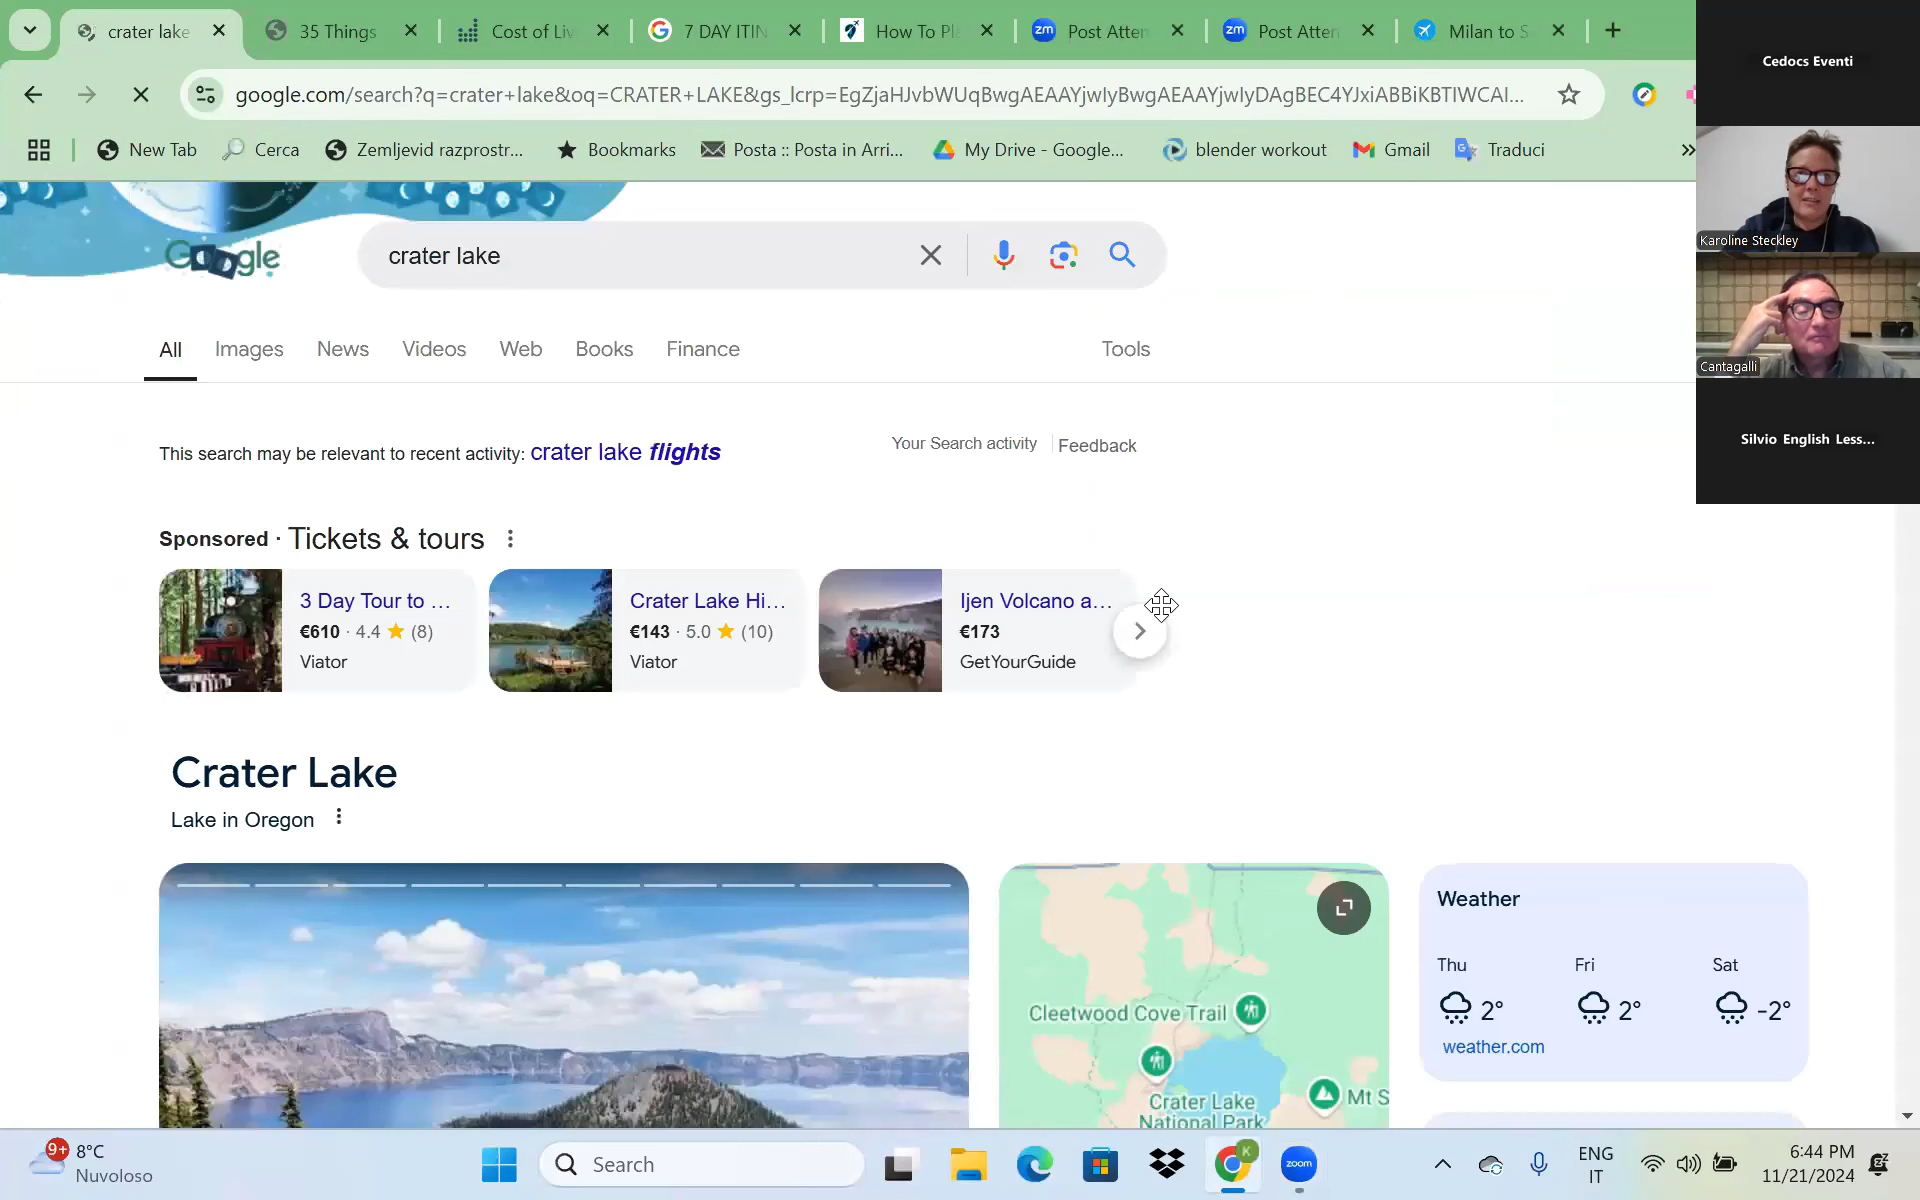 crater lake
35 Things
Cost of Liv
7 DAY ITIN
How To Pl
Post Atten
Post Atten
Milan to S
google.com/search?q=crater+lake&oq=CRATER+LAKE&gs_lcrp=EgZjaHJvbWUqBwgAEAAYjwIyBwgAEAAYjwIyDAgBEC4YJxiABBiKBTIWCAI...
New Tab
Cerca
Zemljevid razprostr...
Bookmarks
Posta :: Posta in Arri...
My Drive - Google...
blender workout
Gmail
Traduci
Cedocs Eventi
Karoline Steckley
Cantagalli
Silvio English Less...
Google
crater lake
All
Images
News
Videos
Web
Books
Finance
Tools
This search may be relevant to recent activity: crater lake flights
Your Search activity
Feedback
Sponsored · Tickets & tours
3 Day Tour to ...
€610 · 4.4 ★ (8)
Viator
Crater Lake Hi...
€143 · 5.0 ★ (10)
Viator
Ijen Volcano a...
€173
GetYourGuide
Crater Lake
Lake in Oregon
Cleetwood Cove Trail
Crater Lake
National Park
Mt S
Weather
Thu
Fri
Sat
2°
2°
-2°
weather.com
9+
8°C
Nuvoloso
Search
K
zoom
ENG
IT
6:44 PM
11/21/2024